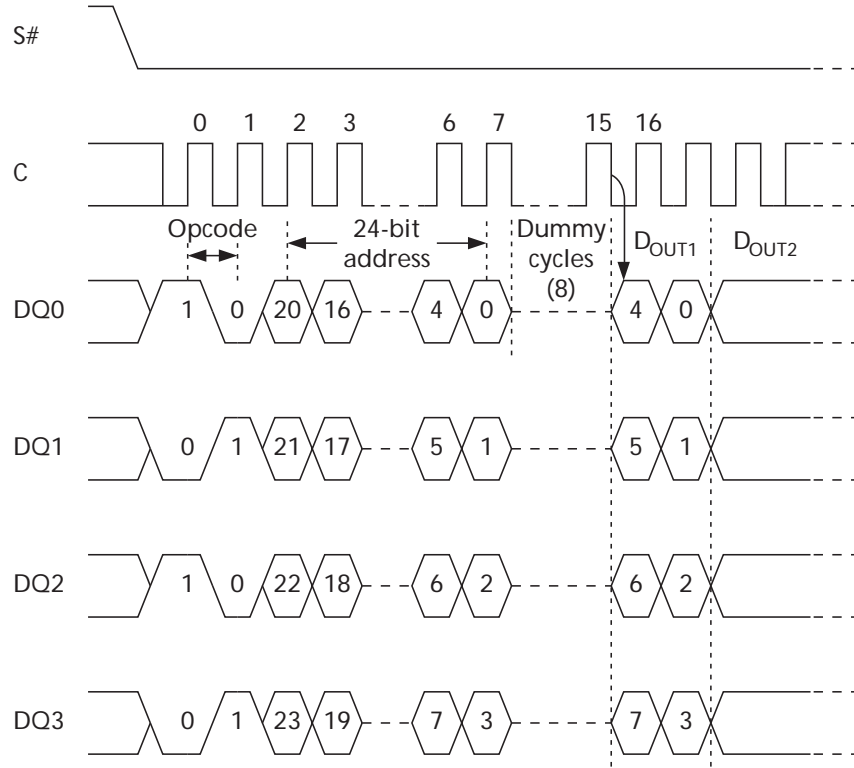 S#
0 1 2 3 6 7 15 16
C
Opcode 24-bit address Dummy cycles (8) DOUT1 DOUT2
DQ0 1 0 20 16 4 0 4 0
DQ1 0 1 21 17 5 1 5 1
DQ2 1 0 22 18 6 2 6 2
DQ3 0 1 23 19 7 3 7 3